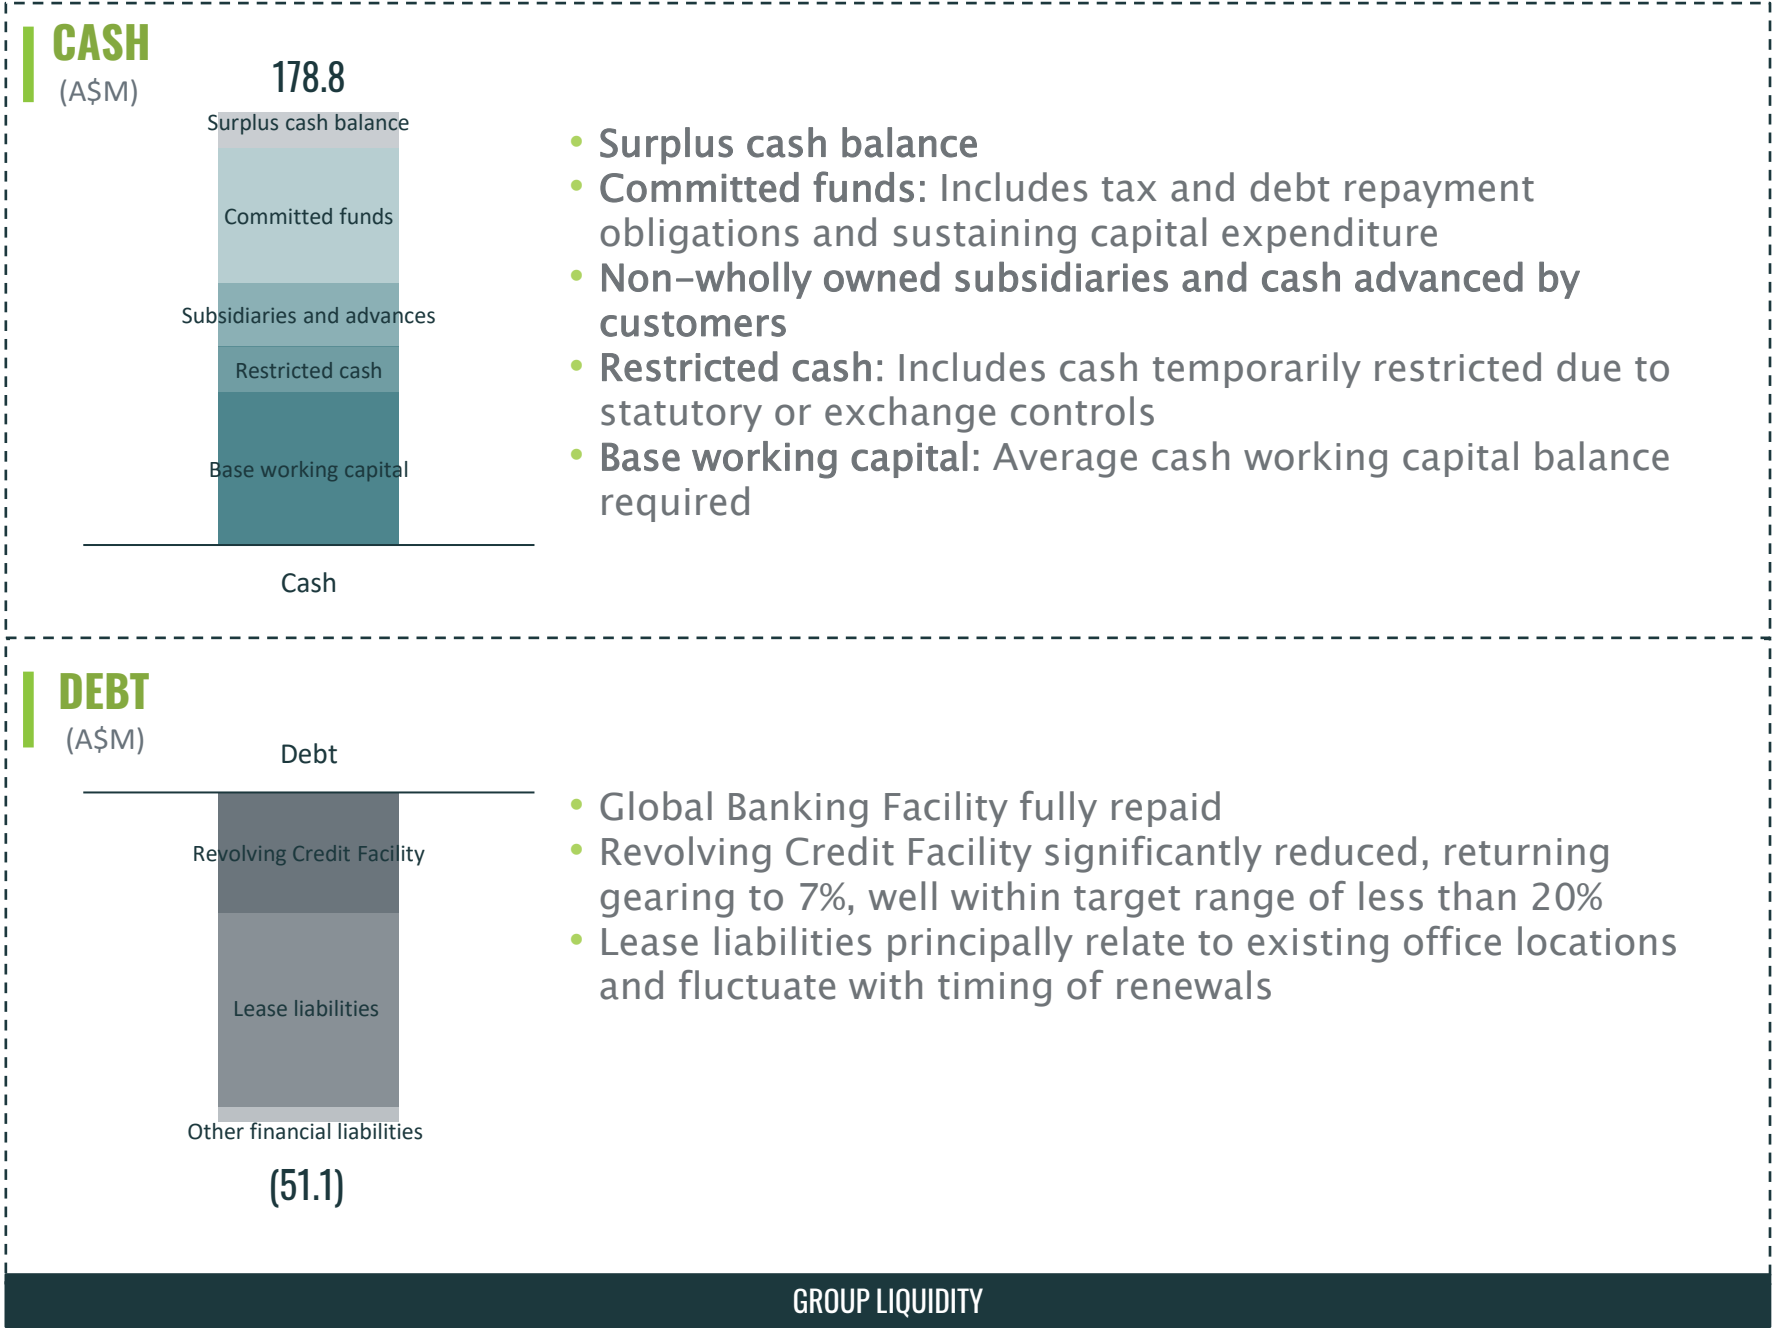 CASH
(A$M)
178.8
Surplus cash balance
Committed funds
Subsidiaries and advances
Restricted cash
Base working capital
Cash
• Surplus cash balance
• Committed funds: Includes tax and debt repayment
obligations and sustaining capital expenditure
• Non-wholly owned subsidiaries and cash advanced by
customers
• Restricted cash: Includes cash temporarily restricted due to
statutory or exchange controls
• Base working capital: Average cash working capital balance
required
DEBT
(A$M)
Debt
Revolving Credit Facility
Lease liabilities
Other financial liabilities
(51.1)
• Global Banking Facility fully repaid
• Revolving Credit Facility significantly reduced, returning
gearing to 7%, well within target range of less than 20%
• Lease liabilities principally relate to existing office locations
and fluctuate with timing of renewals
GROUP LIQUIDITY